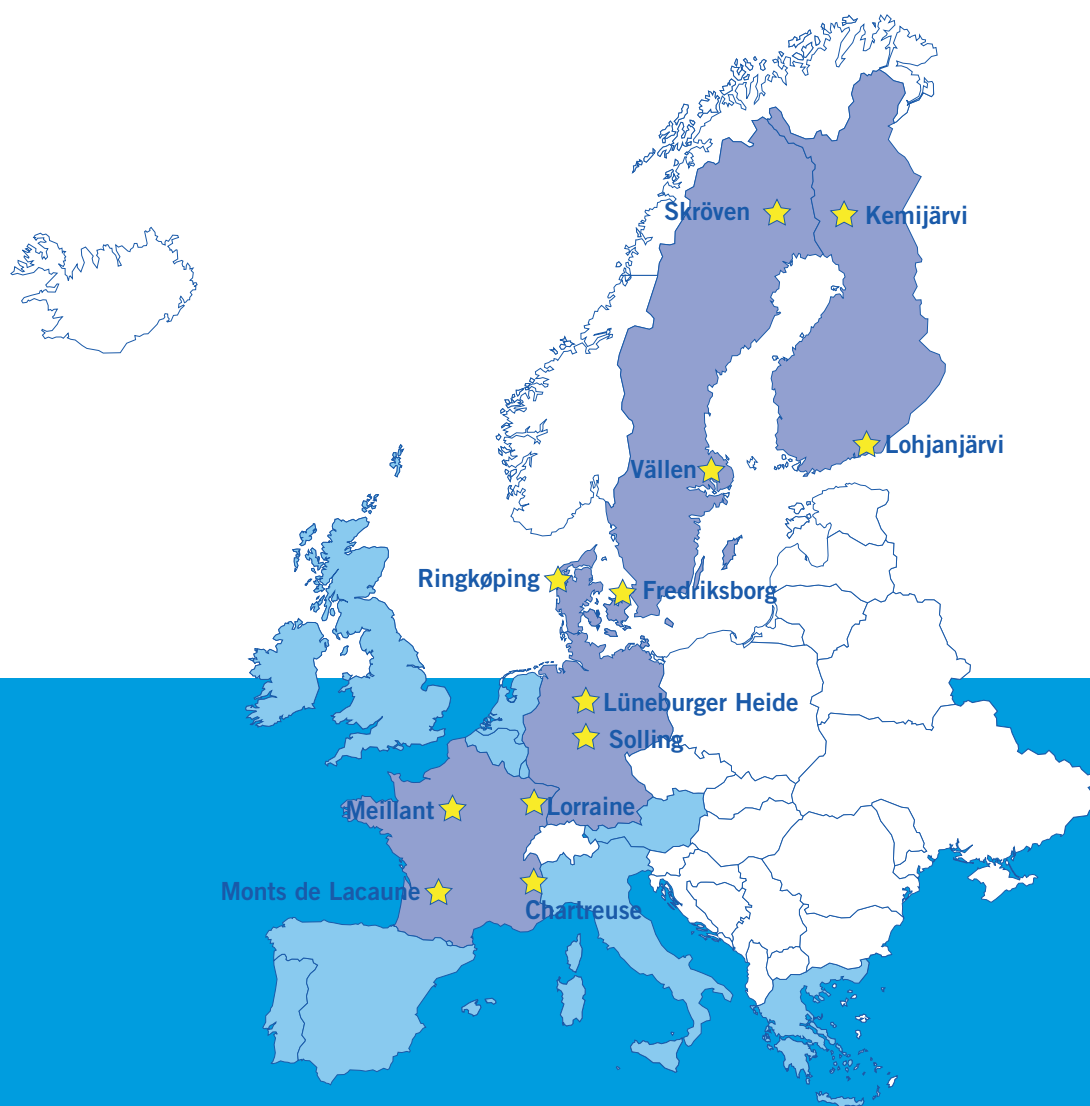 Skröven
Kemijärvi
Lohjanjärvi
Vällen
Ringkøping
Fredriksborg
Lüneburger Heide
Solling
Meillant
Lorraine
Monts de Lacaune
Chartreuse